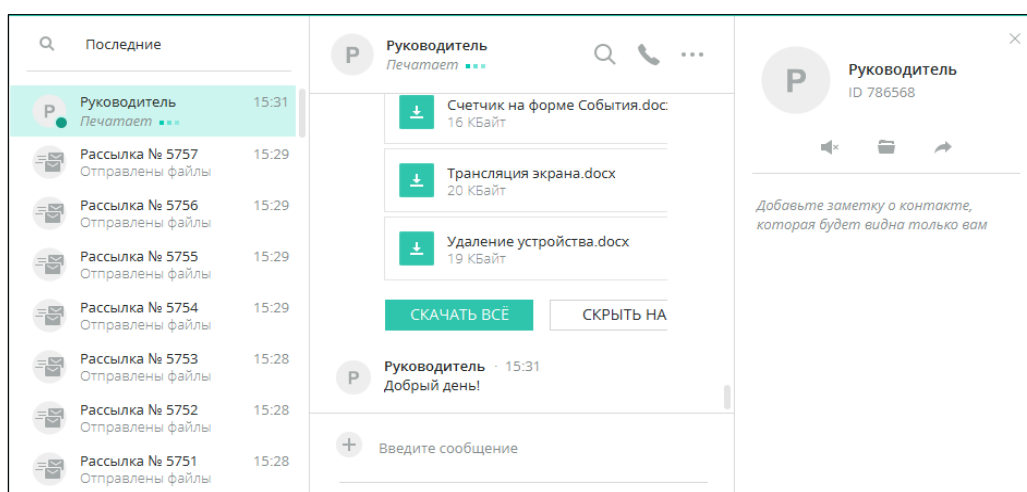 Последние
Р
Руководитель
15:31
Печатает
Рассылка № 5757
15:29
Отправлены файлы
Рассылка № 5756
15:29
Отправлены файлы
Рассылка № 5755
15:29
Отправлены файлы
Рассылка № 5754
15:29
Отправлены файлы
Рассылка № 5753
15:28
Отправлены файлы
Рассылка № 5752
15:28
Отправлены файлы
Рассылка № 5751
15:28
Отправлены файлы
Р
Руководитель
Печатает
Счетчик на форме События.doc
16 КБайт
Трансляция экрана.docx
20 КБайт
Удаление устройства.docx
19 КБайт
СКАЧАТЬ ВСЁ
СКРЫТЬ НА
Р
Руководитель · 15:31
Добрый день!
Введите сообщение
Р
Руководитель
ID 786568
Добавьте заметку о контакте,
которая будет видна только вам